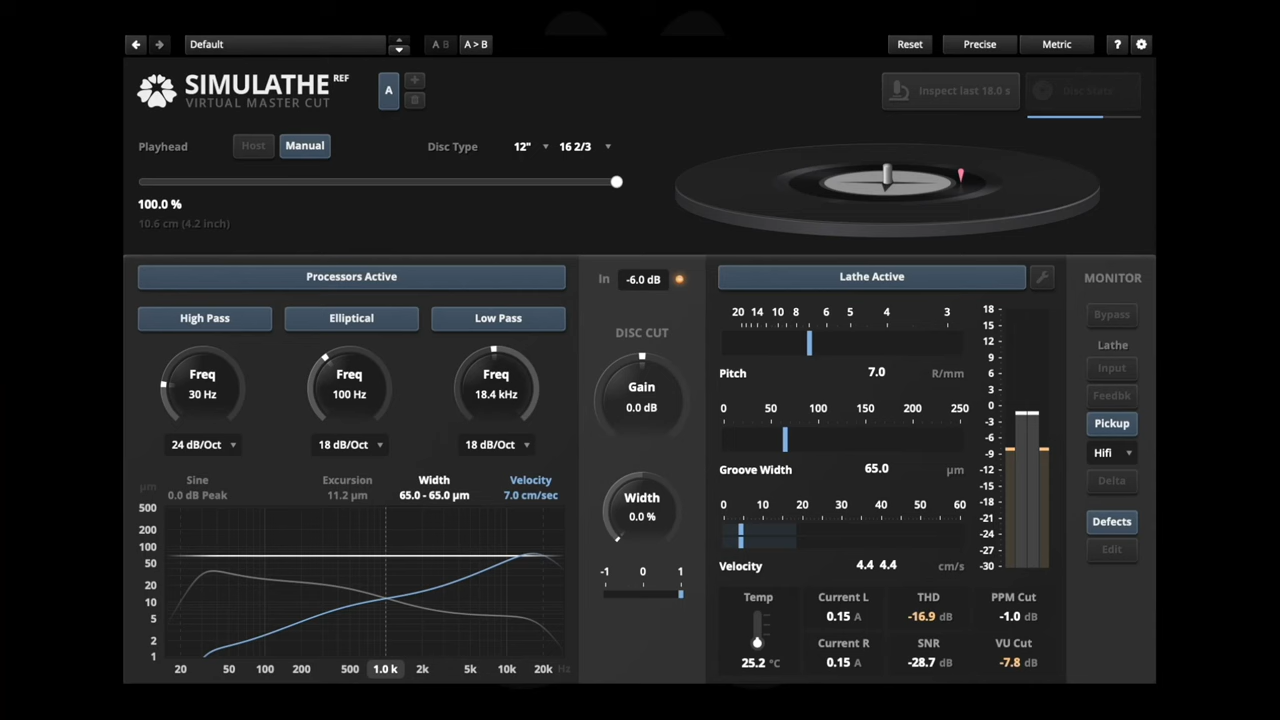 Default
A B
A > B
Reset
Precise
Metric
?
SIMULATHE REF
VIRTUAL MASTER CUT
A
+
Inspect last 18.0 s
Disc Stats
Playhead
Host
Manual
Disc Type
12"
16 2/3
100.0 %
10.6 cm (4.2 inch)
Processors Active
High Pass
Elliptical
Low Pass
Freq
30 Hz
Freq
100 Hz
Freq
18.4 kHz
24 dB/Oct
18 dB/Oct
18 dB/Oct
Sine
0.0 dB Peak
Excursion
11.2 µm
Width
65.0 - 65.0 µm
Velocity
7.0 cm/sec
µm
500
200
100
50
20
10
5
2
1
20 50 100 200 500 1.0 k 2k 5k 10k 20k Hz
In
-6.0 dB
DISC CUT
Gain
0.0 dB
Width
0.0 %
-1 0 1
Lathe Active
20 14 10 8 6 5 4 3
Pitch 7.0 R/mm
0 50 100 150 200 250
Groove Width 65.0 µm
0 10 20 30 40 50 60
Velocity 4.4 4.4 cm/s
Temp
25.2 °C
Current L
0.15 A
Current R
0.15 A
THD
-16.9 dB
SNR
-28.7 dB
PPM Cut
-1.0 dB
VU Cut
-7.8 dB
18
15
12
9
6
3
0
-3
-6
-9
-12
-15
-18
-21
-24
-27
-30
MONITOR
Bypass
Lathe
Input
Feedbk
Pickup
Hifi
Delta
Defects
Edit